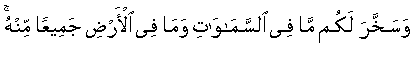 وَسَخَّرَ لَكُم مَّا فِى ٱلسَّمَـٰوَٰتِ وَمَا فِى ٱلْأَرْضِ جَمِيعًا مِّنْهُ ۚ